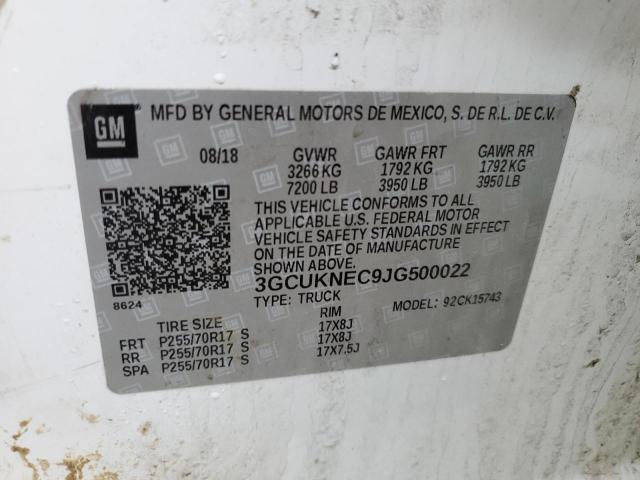 GM MFD BY GENERAL MOTORS DE MEXICO, S. DE R.L. DE C.V.
08/18 GVWR GAWR FRT GAWR RR
3266 KG 1792 KG 1792 KG
7200 LB 3950 LB 3950 LB
THIS VEHICLE CONFORMS TO ALL
APPLICABLE U.S. FEDERAL MOTOR
VEHICLE SAFETY STANDARDS IN EFFECT
ON THE DATE OF MANUFACTURE
SHOWN ABOVE.
3GCUKNEC9JG500022
8624 TYPE: TRUCK MODEL: 92CK15743
TIRE SIZE RIM
FRT P255/70R17 S 17X8J
RR P255/70R17 S 17X8J
SPA P255/70R17 S 17X7.5J